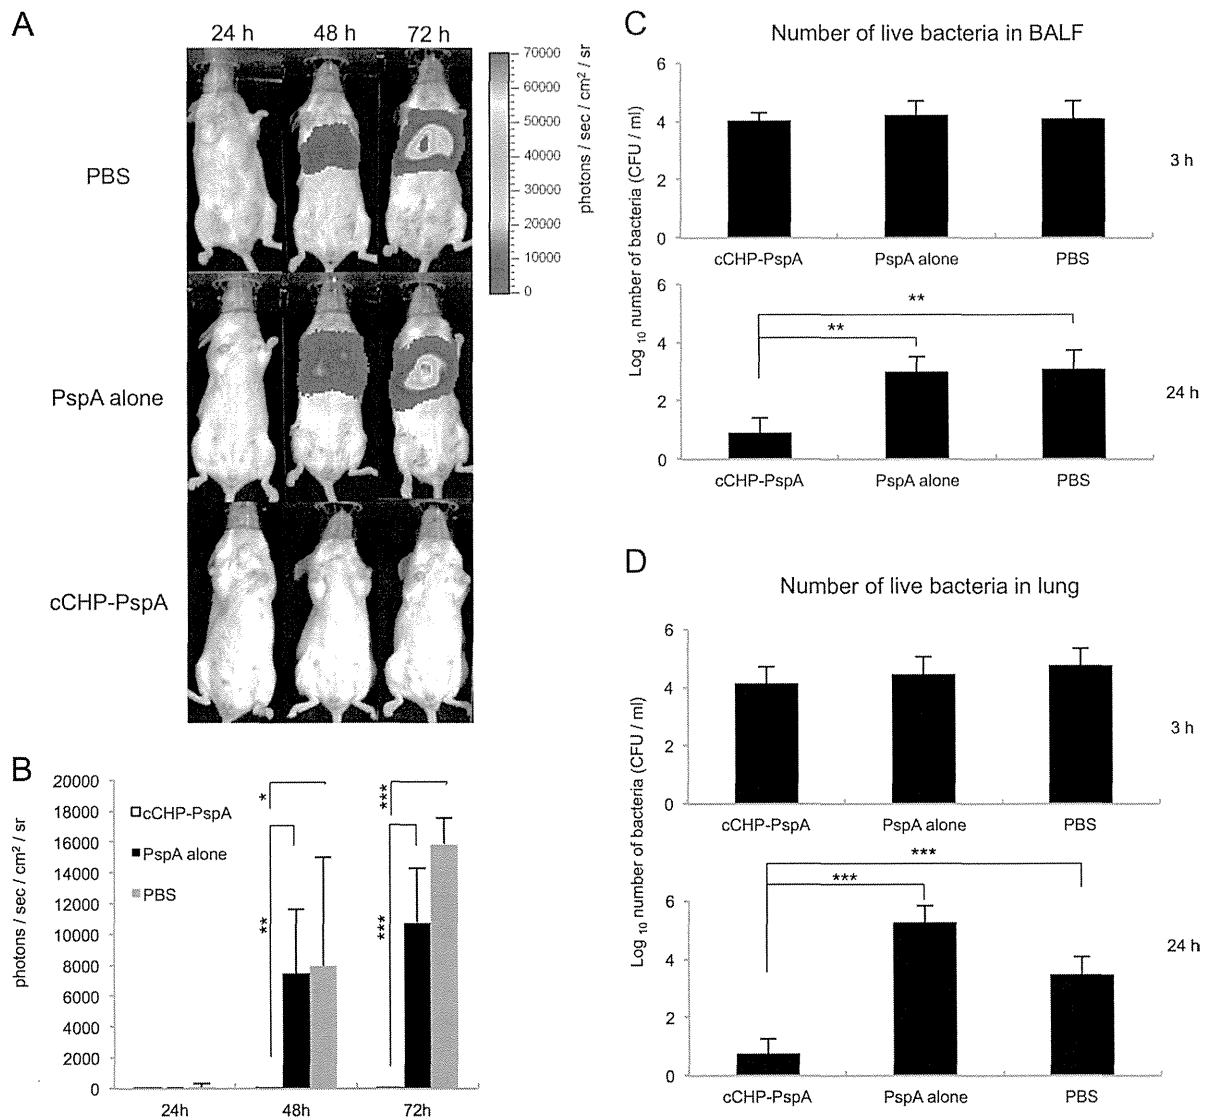 A
24 h 48 h 72 h
PBS
PspA alone
cCHP-PspA
70000
60000
50000
40000
30000
20000
10000
0
photons / sec / cm² / sr
B
20000
18000
16000
14000
12000
10000
8000
6000
4000
2000
0
photons / sec / cm² / sr
cCHP-PspA
PspA alone
PBS
*
**
***
***
24h 48h 72h
C
Number of live bacteria in BALF
Log 10 number of bacteria (CFU / ml)
6
4
2
0
cCHP-PspA PspA alone PBS
3 h
6
4
2
0
**
**
cCHP-PspA PspA alone PBS
24 h
D
Number of live bacteria in lung
Log 10 number of bacteria (CFU / ml)
6
4
2
0
cCHP-PspA PspA alone PBS
3 h
6
4
2
0
***
***
cCHP-PspA PspA alone PBS
24 h